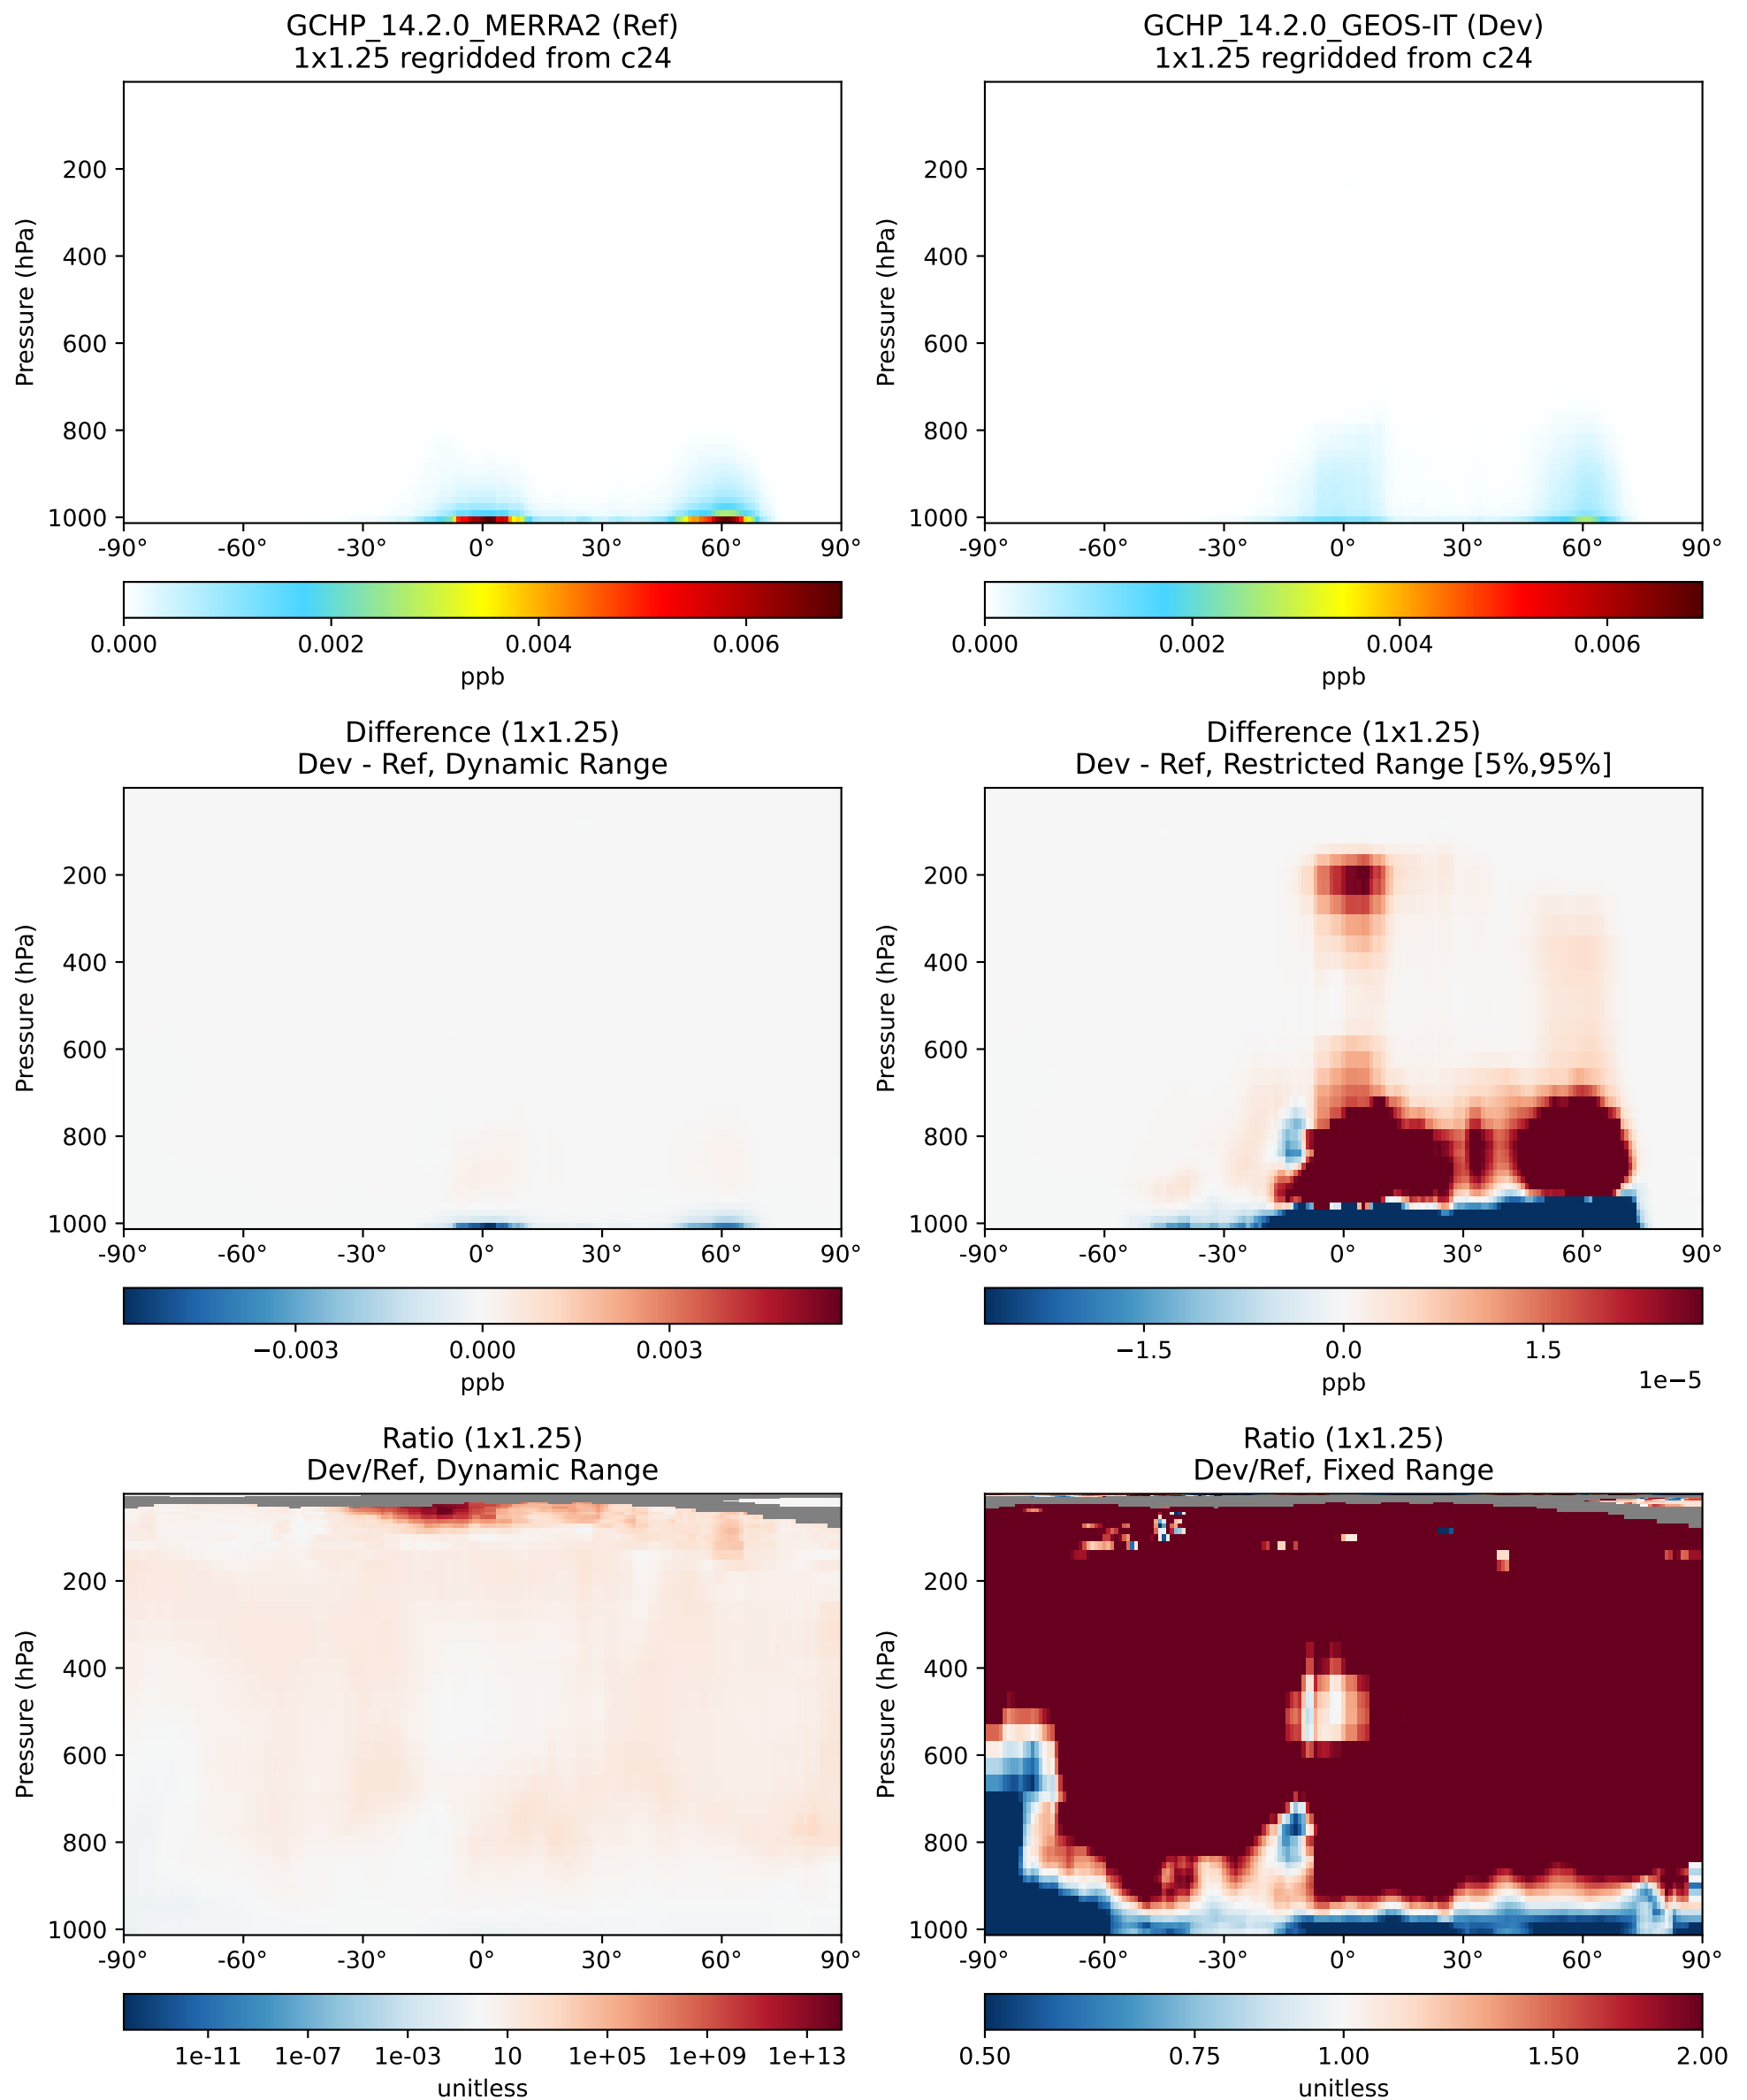 GCHP_14.2.0_MERRA2 (Ref)
1x1.25 regridded from c24
Pressure (hPa)
200
400
600
800
1000
-90° -60° -30° 0° 30° 60° 90°
0.000 0.002 0.004 0.006
ppb
GCHP_14.2.0_GEOS-IT (Dev)
1x1.25 regridded from c24
Pressure (hPa)
200
400
600
800
1000
-90° -60° -30° 0° 30° 60° 90°
0.000 0.002 0.004 0.006
ppb
Difference (1x1.25)
Dev - Ref, Dynamic Range
Pressure (hPa)
200
400
600
800
1000
-90° -60° -30° 0° 30° 60° 90°
−0.003 0.000 0.003
ppb
Difference (1x1.25)
Dev - Ref, Restricted Range [5%,95%]
Pressure (hPa)
200
400
600
800
1000
-90° -60° -30° 0° 30° 60° 90°
−1.5 0.0 1.5
ppb
1e−5
Ratio (1x1.25)
Dev/Ref, Dynamic Range
Pressure (hPa)
200
400
600
800
1000
-90° -60° -30° 0° 30° 60° 90°
1e-11 1e-07 1e-03 10 1e+05 1e+09 1e+13
unitless
Ratio (1x1.25)
Dev/Ref, Fixed Range
Pressure (hPa)
200
400
600
800
1000
-90° -60° -30° 0° 30° 60° 90°
0.50 0.75 1.00 1.50 2.00
unitless